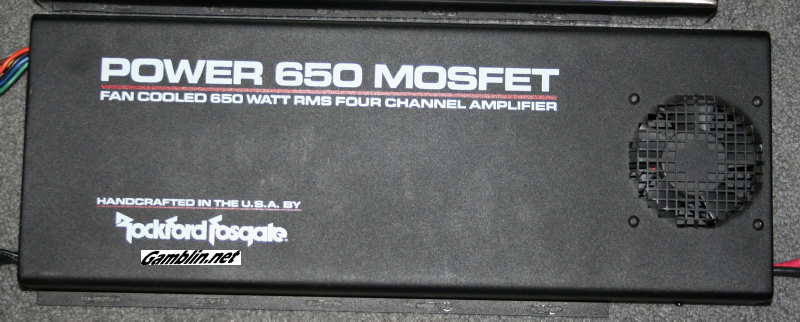 POWER 650 MOSFET
FAN COOLED 650 WATT RMS FOUR CHANNEL AMPLIFIER
HANDCRAFTED IN THE U.S.A. BY
Rockford Fosgate
Gamblin.net